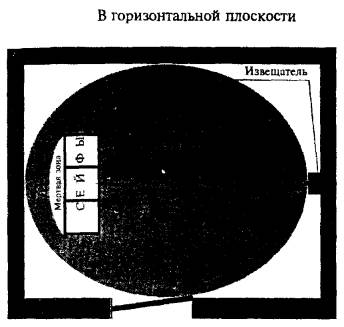 В горизонтальной плоскости
Извещатель
Мертвая зона
СЕЙФЫ